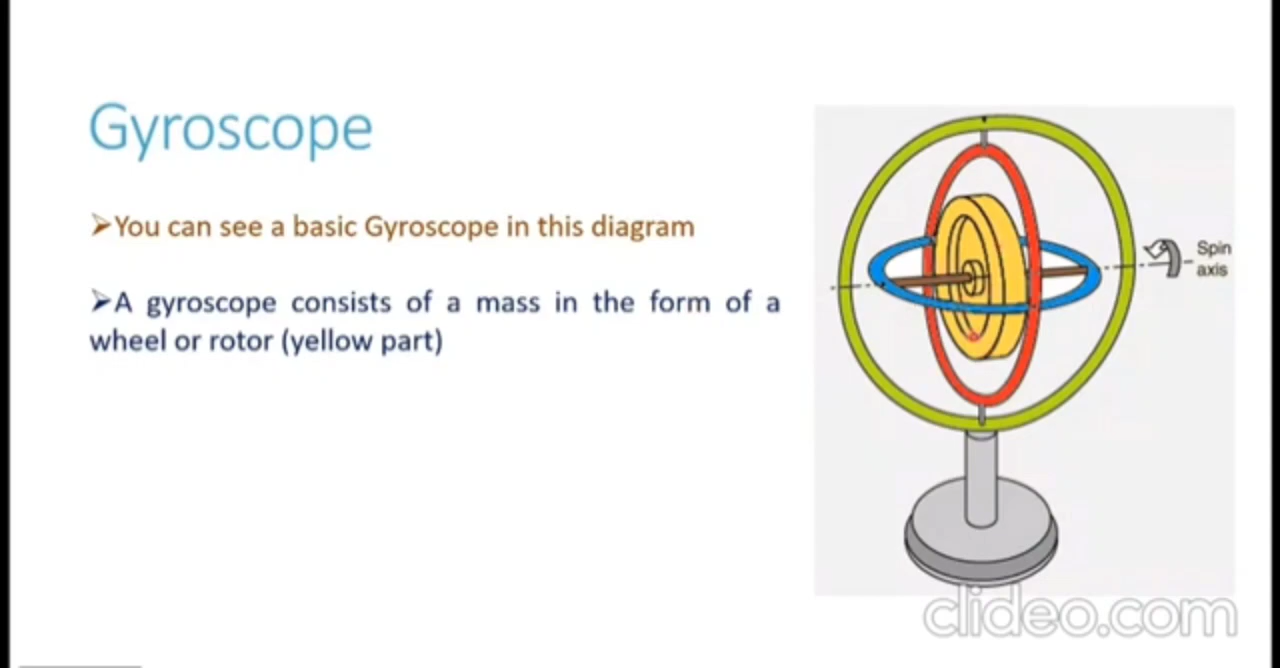 Gyroscope
➢You can see a basic Gyroscope in this diagram
➢A gyroscope consists of a mass in the form of a
wheel or rotor (yellow part)
Spin
axis
clideo.com